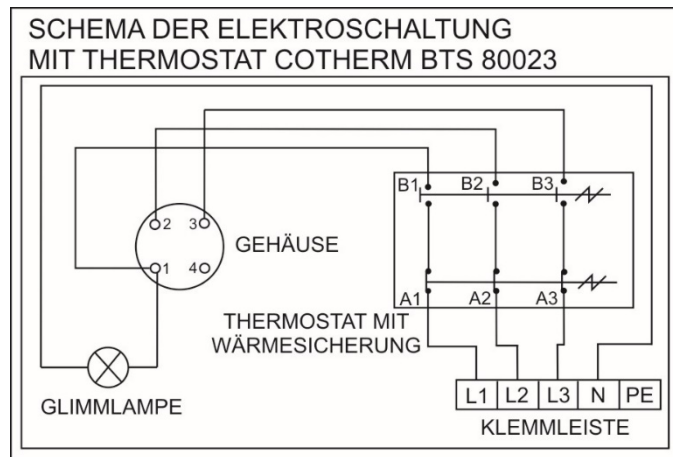 SCHEMA DER ELEKTROSCHALTUNG
MIT THERMOSTAT COTHERM BTS 80023
B1 B2 B3
2 3
GEHÄUSE
1 4
A1 A2 A3
THERMOSTAT MIT
WÄRMESICHERUNG
L1 L2 L3 N PE
GLIMMLAMPE
KLEMMLEISTE